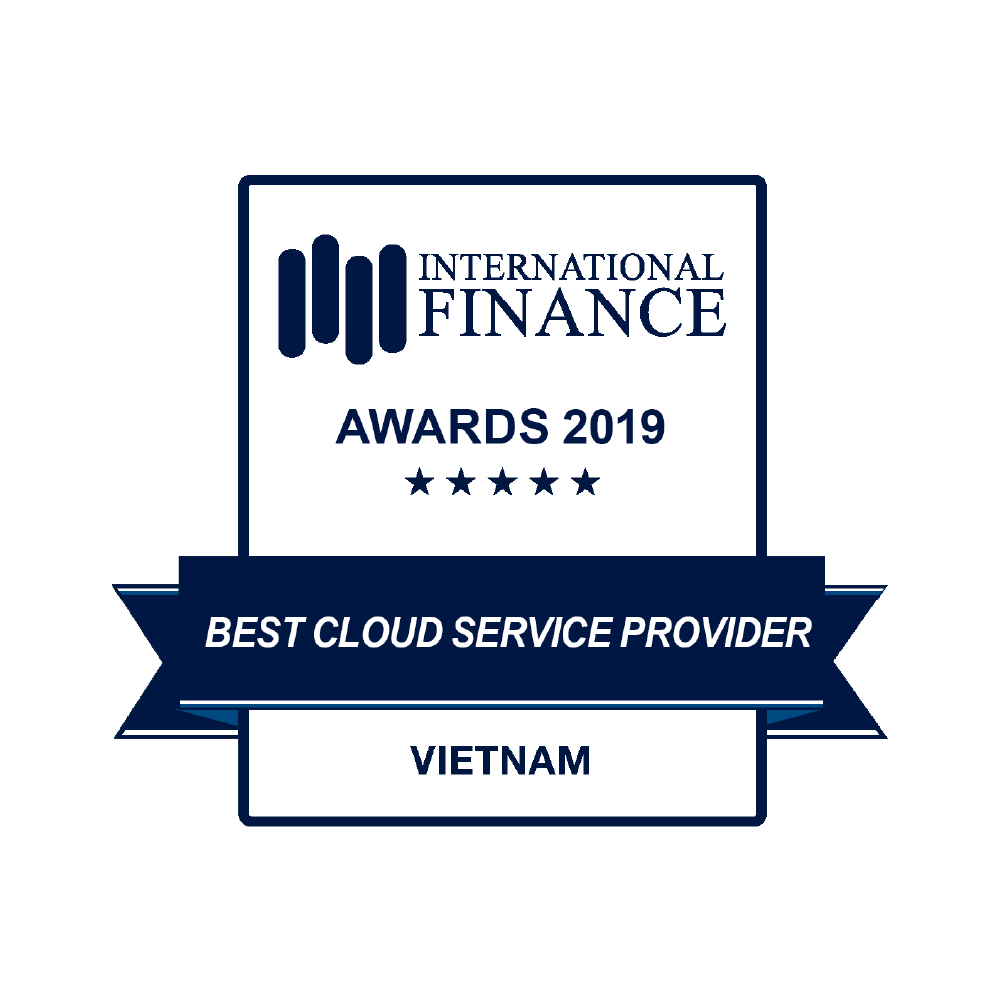 INTERNATIONAL
FINANCE
AWARDS 2019
BEST CLOUD SERVICE PROVIDER
VIETNAM